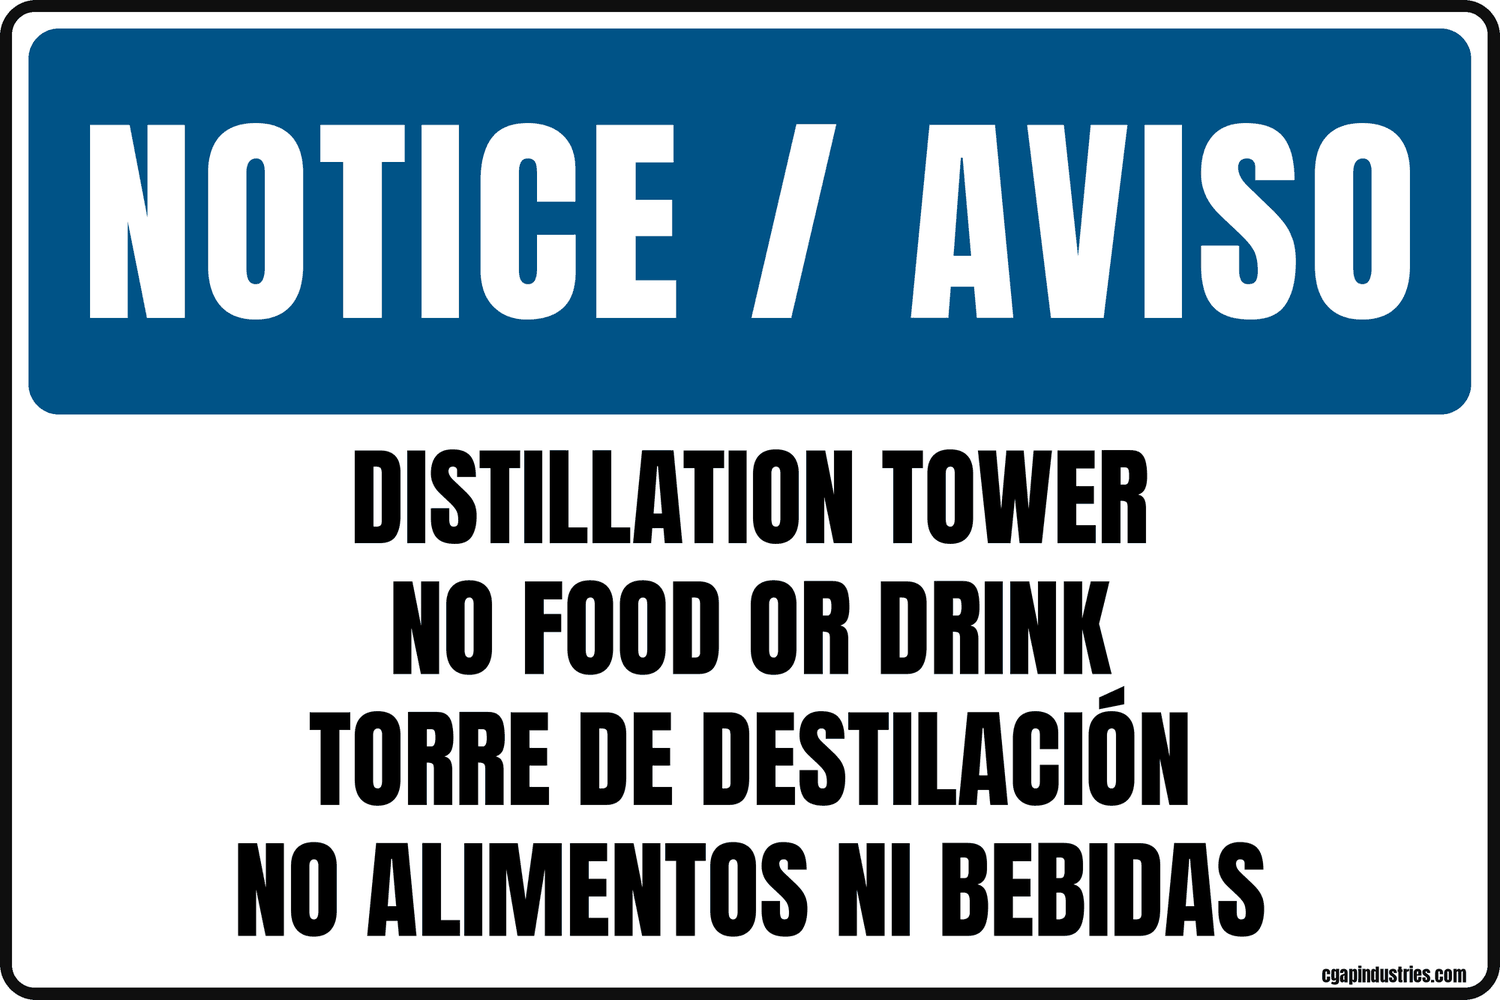 NOTICE / AVISO
DISTILLATION TOWER
NO FOOD OR DRINK
TORRE DE DESTILACIÓN
NO ALIMENTOS NI BEBIDAS
cgapindustries.com